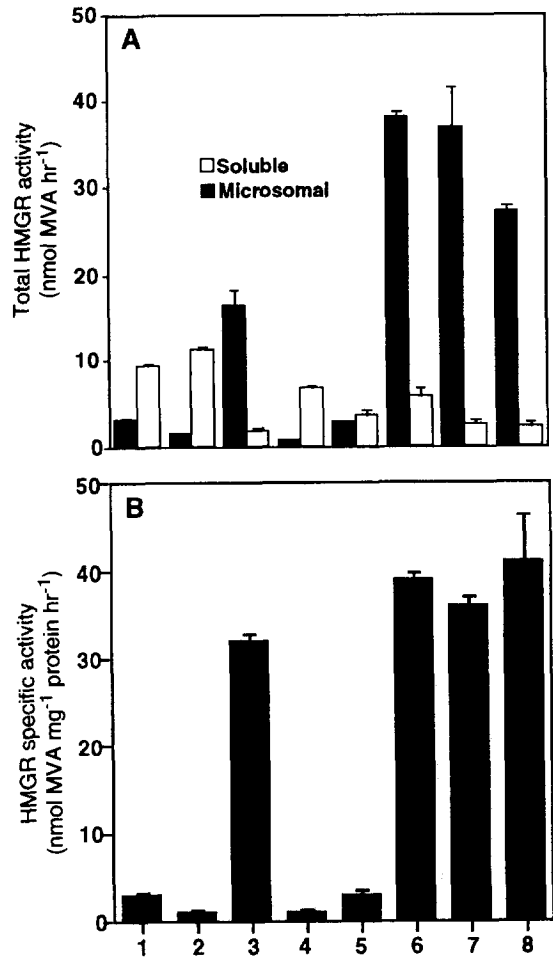 A
Total HMGR activity
(nmol MVA hr-1)
50
40
30
20
10
0
Soluble
Microsomal
B
HMGR specific activity
(nmol MVA mg-1 protein hr-1)
50
40
30
20
10
0
1 2 3 4 5 6 7 8